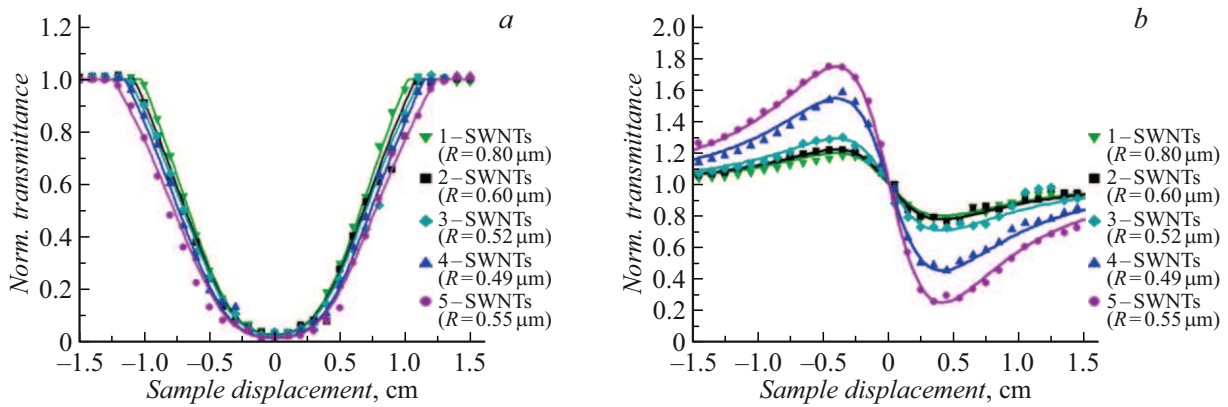 a
Norm. transmittance
1.2
1.0
0.8
0.6
0.4
0.2
0
–1.5 –1.0 –0.5 0 0.5 1.0 1.5
Sample displacement, cm
1–SWNTs
(R = 0.80 μm)
2–SWNTs
(R = 0.60 μm)
3–SWNTs
(R = 0.52 μm)
4–SWNTs
(R = 0.49 μm)
5–SWNTs
(R = 0.55 μm)
b
Norm. transmittance
2.0
1.8
1.6
1.4
1.2
1.0
0.8
0.6
0.4
0.2
0
–1.5 –1.0 –0.5 0 0.5 1.0 1.5
Sample displacement, cm
1–SWNTs
(R = 0.80 μm)
2–SWNTs
(R = 0.60 μm)
3–SWNTs
(R = 0.52 μm)
4–SWNTs
(R = 0.49 μm)
5–SWNTs
(R = 0.55 μm)